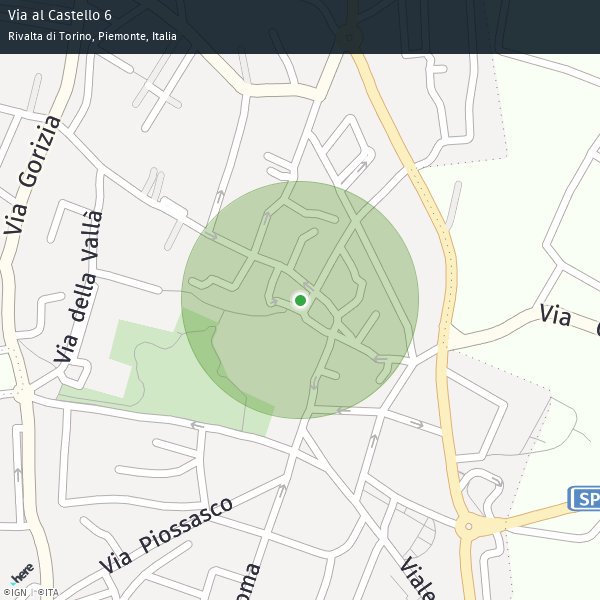 Via al Castello 6
Rivalta di Torino, Piemonte, Italia
Via Gorizia
Via della Vallà
Via
SP
Via Piossasco
Viale
here
©IGN | ©ITA